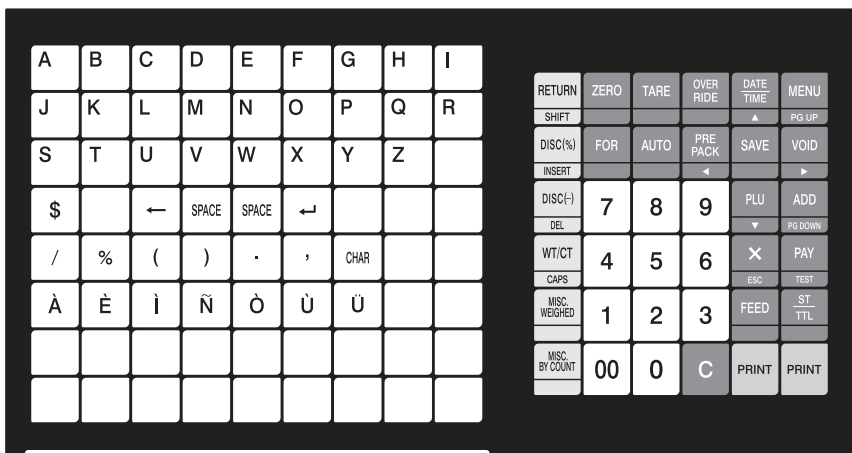 A B C D E F G H I
J K L M N O P Q R
S T U V W X Y Z
$ ← SPACE SPACE ↵
/ % ( ) · , CHAR
À È Ì Ñ Ò Ù Ü
RETURN ZERO TARE OVER RIDE DATE TIME MENU
SHIFT ▲ PG UP
DISC(%) FOR AUTO PRE PACK SAVE VOID
INSERT ◀ ▶
DISC(–) 7 8 9 PLU ADD
DEL ▼ PG DOWN
WT/CT 4 5 6 × PAY
CAPS ESC TEST
MISC. WEIGHED 1 2 3 FEED ST TTL
MISC. BY COUNT 00 0 C PRINT PRINT